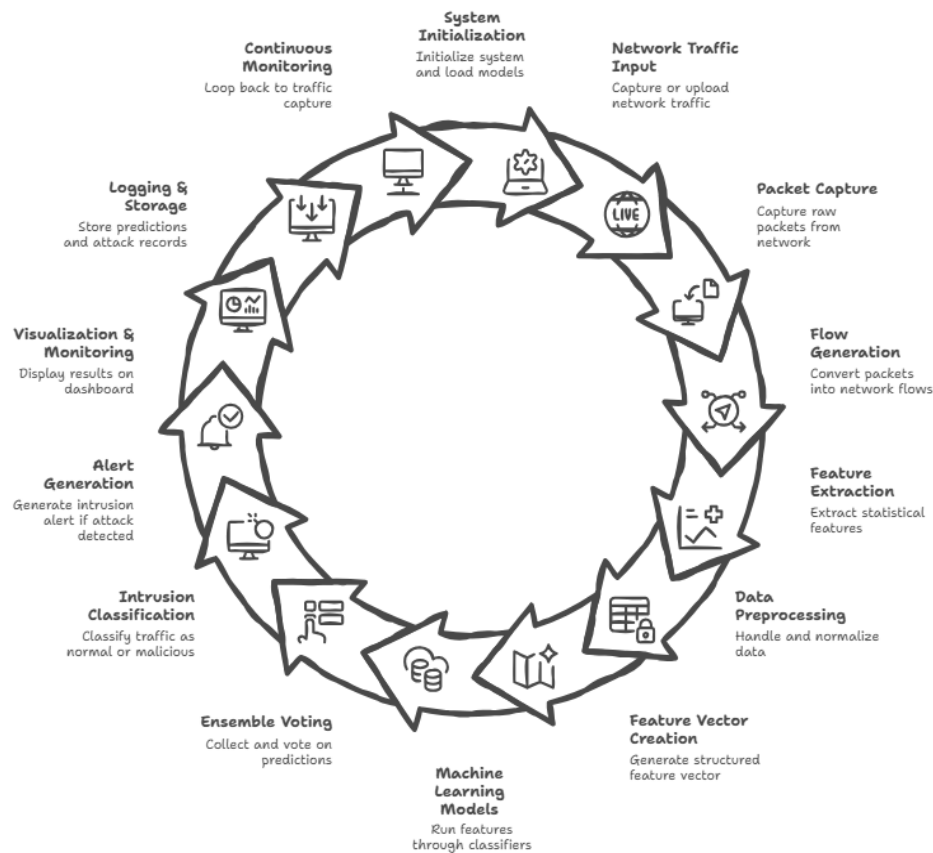 System
Initialization
Initialize system
and load models
Network Traffic
Input
Capture or upload
network traffic
LIVE
Packet Capture
Capture raw
packets from
network
Flow
Generation
Convert packets
into network flows
Feature
Extraction
Extract statistical
features
Data
Preprocessing
Handle and normalize
data
Feature Vector
Creation
Generate structured
feature vector
Machine
Learning
Models
Run features
through classifiers
Ensemble Voting
Collect and vote on
predictions
Intrusion
Classification
Classify traffic as
normal or malicious
Alert
Generation
Generate intrusion
alert if attack
detected
Visualization &
Monitoring
Display results on
dashboard
Logging &
Storage
Store predictions
and attack records
Continuous
Monitoring
Loop back to traffic
capture